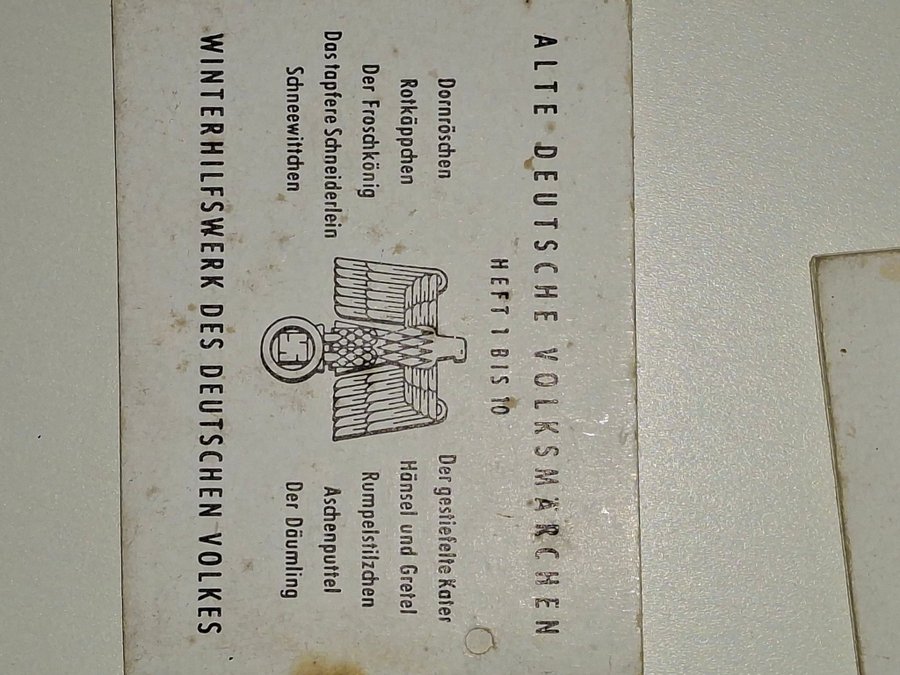 ALTE DEUTSCHE VOLKSMÄRCHEN
HEFT 1 BIS 10
Dornröschen
Rotkäppchen
Der Froschkönig
Das tapfere Schneiderlein
Schneewittchen
Der gestiefelte Kater
Hänsel und Gretel
Rumpelstilzchen
Aschenputtel
Der Däumling
WINTERHILFSWERK DES DEUTSCHEN VOLKES